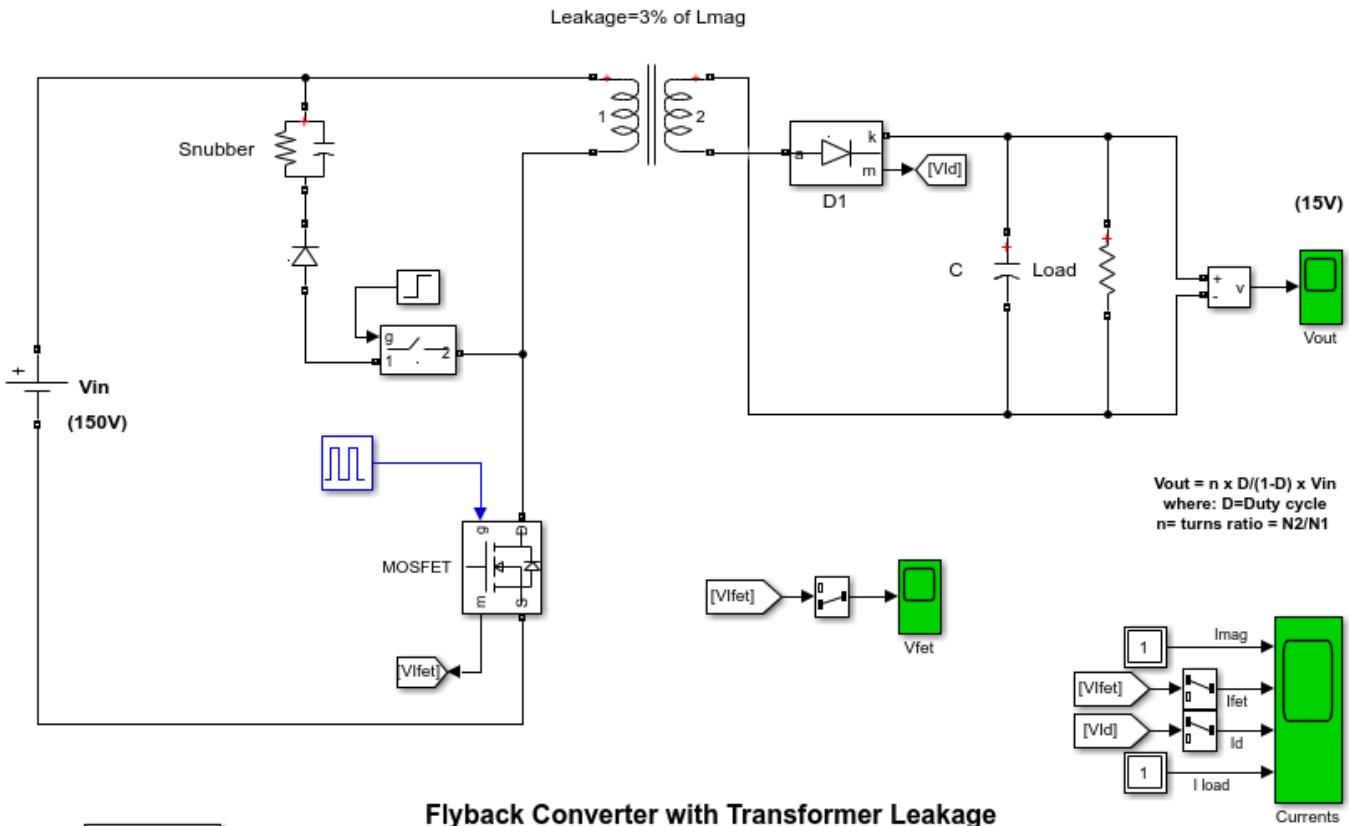 Leakage=3% of Lmag
1
2
Snubber
a
k
m
D1
[VId]
(15V)
C
Load
+
-
v
Vout
g
1
2
+
Vin
(150V)
Vout = n x D/(1-D) x Vin
where: D=Duty cycle
n= turns ratio = N2/N1
g
D
MOSFET
m
S
[VIfet]
[VIfet]
Vfet
1
Imag
[VIfet]
Ifet
[VId]
Id
1
I load
Currents
Flyback Converter with Transformer Leakage